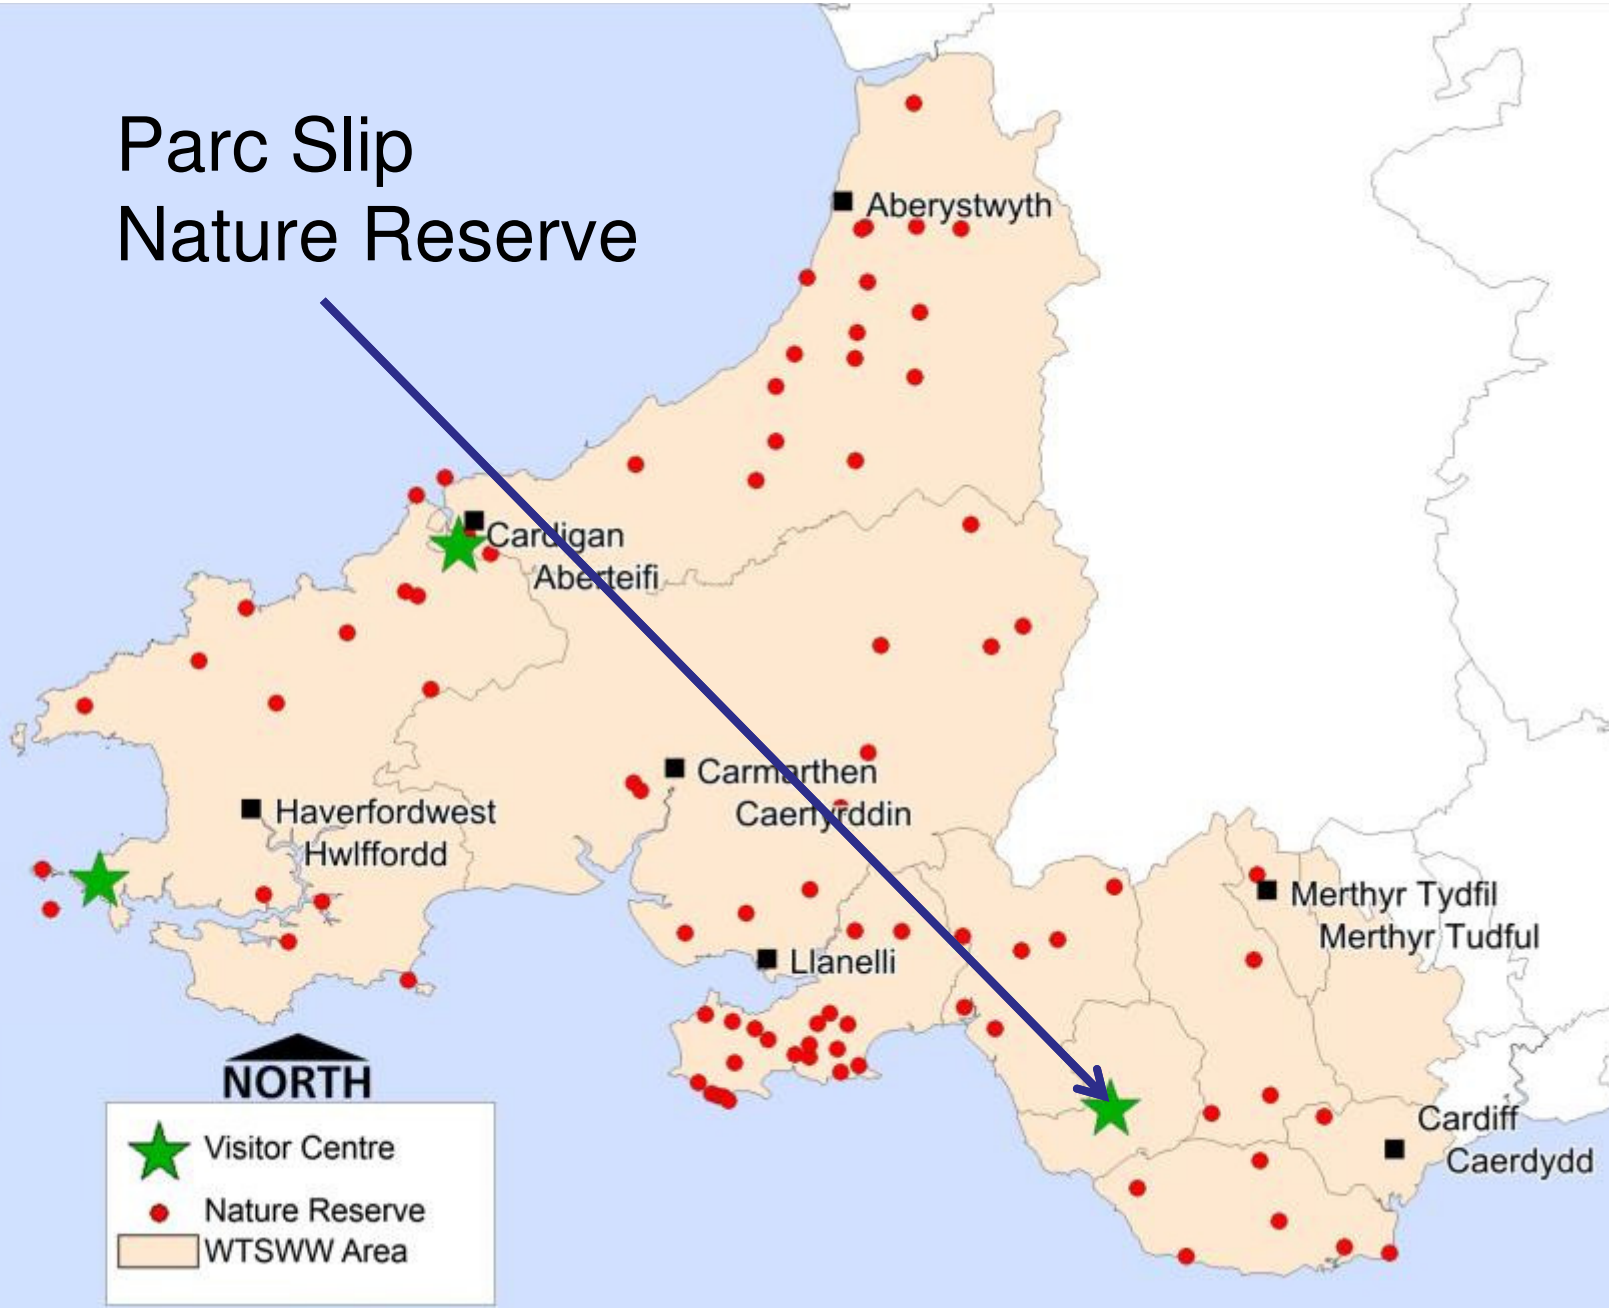 Parc Slip
Nature Reserve
Aberystwyth
Cardigan
Aberteifi
Carmarthen
Caerfyrddin
Haverfordwest
Hwlffordd
Merthyr Tydfil
Merthyr Tudful
Llanelli
NORTH
Cardiff
Caerdydd
Visitor Centre
Nature Reserve
WTSWW Area